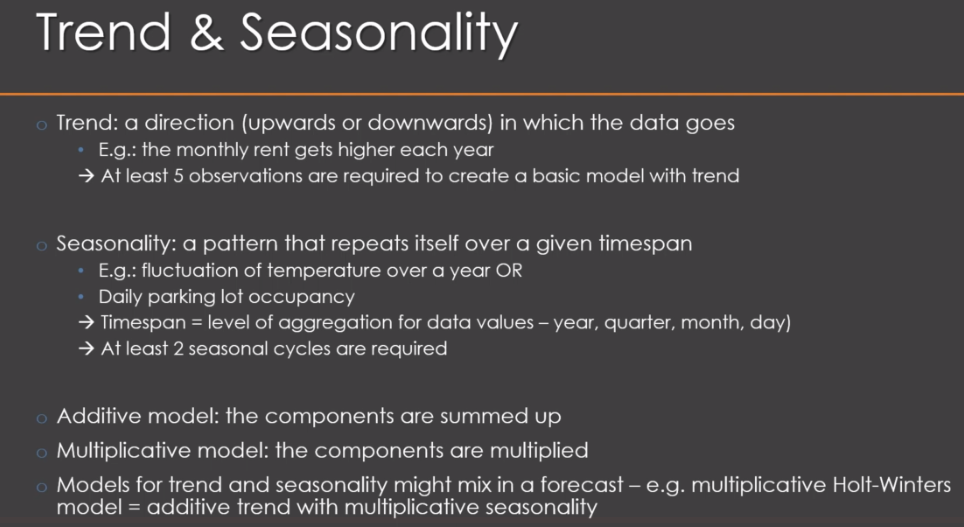 Trend & Seasonality
o Trend: a direction (upwards or downwards) in which the data goes
• E.g.: the monthly rent gets higher each year
→ At least 5 observations are required to create a basic model with trend
o Seasonality: a pattern that repeats itself over a given timespan
• E.g.: fluctuation of temperature over a year OR
• Daily parking lot occupancy
→ Timespan = level of aggregation for data values – year, quarter, month, day)
→ At least 2 seasonal cycles are required
o Additive model: the components are summed up
o Multiplicative model: the components are multiplied
o Models for trend and seasonality might mix in a forecast – e.g. multiplicative Holt-Winters
model = additive trend with multiplicative seasonality